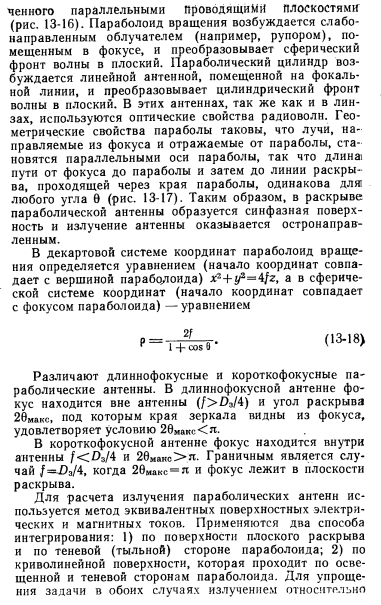 ченного параллельными проводящими плоскостями
(рис. 13-16). Параболоид вращения возбуждается слабо-
направленным облучателем (например, рупором), по-
мещенным в фокусе, и преобразовывает сферический
фронт волны в плоский. Параболический цилиндр воз-
буждается линейной антенной, помещенной на фокаль-
ной линии, и преобразовывает цилиндрический фронт
волны в плоский. В этих антеннах, так же как и в лин-
зах, используются оптические свойства радиоволн. Гео-
метрические свойства параболы таковы, что лучи, на-
правляемые из фокуса и отражаемые от параболы, ста-
новятся параллельными оси параболы, так что длина
пути от фокуса до параболы и затем до линии раскры-
ва, проходящей через края параболы, одинакова для
любого угла θ (рис. 13-17). Таким образом, в раскрыве
параболической антенны образуется синфазная поверх-
ность и излучение антенны оказывается остронаправ-
ленным.
В декартовой системе координат параболоид враще-
ния определяется уравнением (начало координат совпа-
дает с вершиной параболоида) x²+y²=4fz, а в сфериче-
ской системе координат (начало координат совпадает
с фокусом параболоида) — уравнением
ρ = 2f / (1 + cos θ). (13-18)
Различают длиннофокусные и короткофокусные па-
раболические антенны. В длиннофокусной антенне фо-
кус находится вне антенны (f>Dэ/4) и угол раскрыва
2θмакс, под которым края зеркала видны из фокуса,
удовлетворяет условию 2θмакс<π.
В короткофокусной антенне фокус находится внутри
антенны f<Dэ/4 и 2θмакс>π. Граничным является слу-
чай f=Dэ/4, когда 2θмакс=π и фокус лежит в плоскости
раскрыва.
Для расчета излучения параболических антенн ис-
пользуется метод эквивалентных поверхностных электри-
ческих и магнитных токов. Применяются два способа
интегрирования: 1) по поверхности плоского раскрыва
и по теневой (тыльной) стороне параболоида; 2) по
криволинейной поверхности, которая проходит по осве-
щенной и теневой сторонам параболоида. Для упроще-
ния задачи в обоих случаях излучением относительно